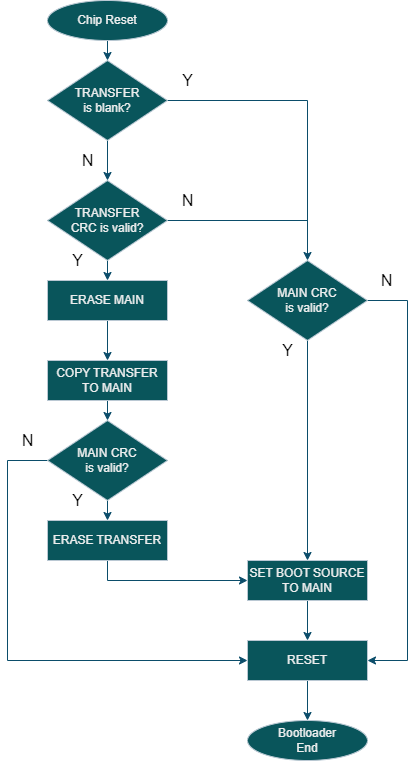 Chip Reset
TRANSFER
is blank?
Y
N
TRANSFER
CRC is valid?
N
Y
ERASE MAIN
MAIN CRC
is valid?
N
Y
COPY TRANSFER
TO MAIN
MAIN CRC
is valid?
N
Y
ERASE TRANSFER
SET BOOT SOURCE
TO MAIN
RESET
Bootloader
End